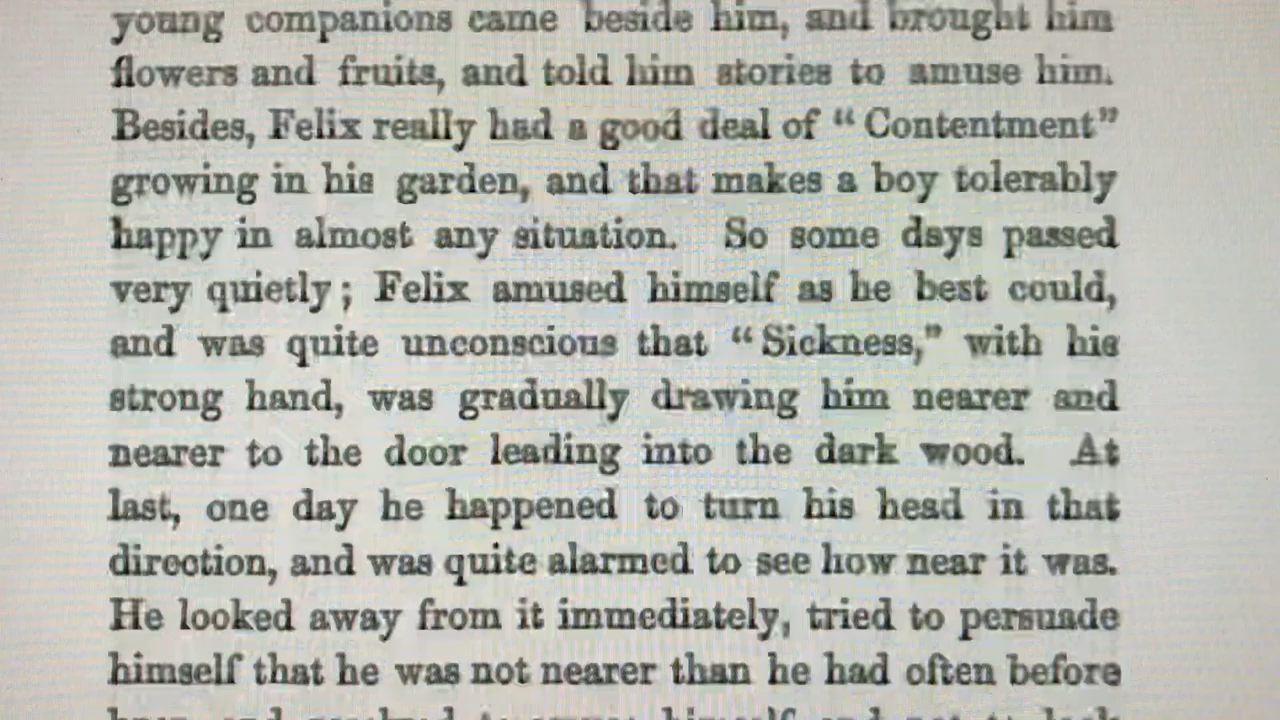 young companions came beside him, and brought him
flowers and fruits, and told him stories to amuse him.
Besides, Felix really had a good deal of “Contentment”
growing in his garden, and that makes a boy tolerably
happy in almost any situation. So some days passed
very quietly; Felix amused himself as he best could,
and was quite unconscious that “Sickness,” with his
strong hand, was gradually drawing him nearer and
nearer to the door leading into the dark wood. At
last, one day he happened to turn his head in that
direction, and was quite alarmed to see how near it was.
He looked away from it immediately, tried to persuade
himself that he was not nearer than he had often before